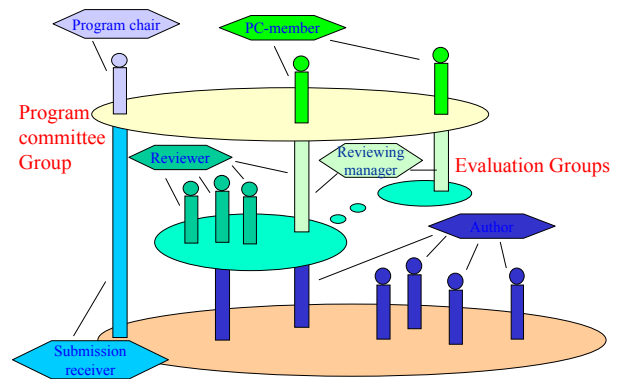 Program chair
PC-member
Program
committee
Group
Reviewer
Reviewing
manager
Evaluation Groups
Author
Submission
receiver